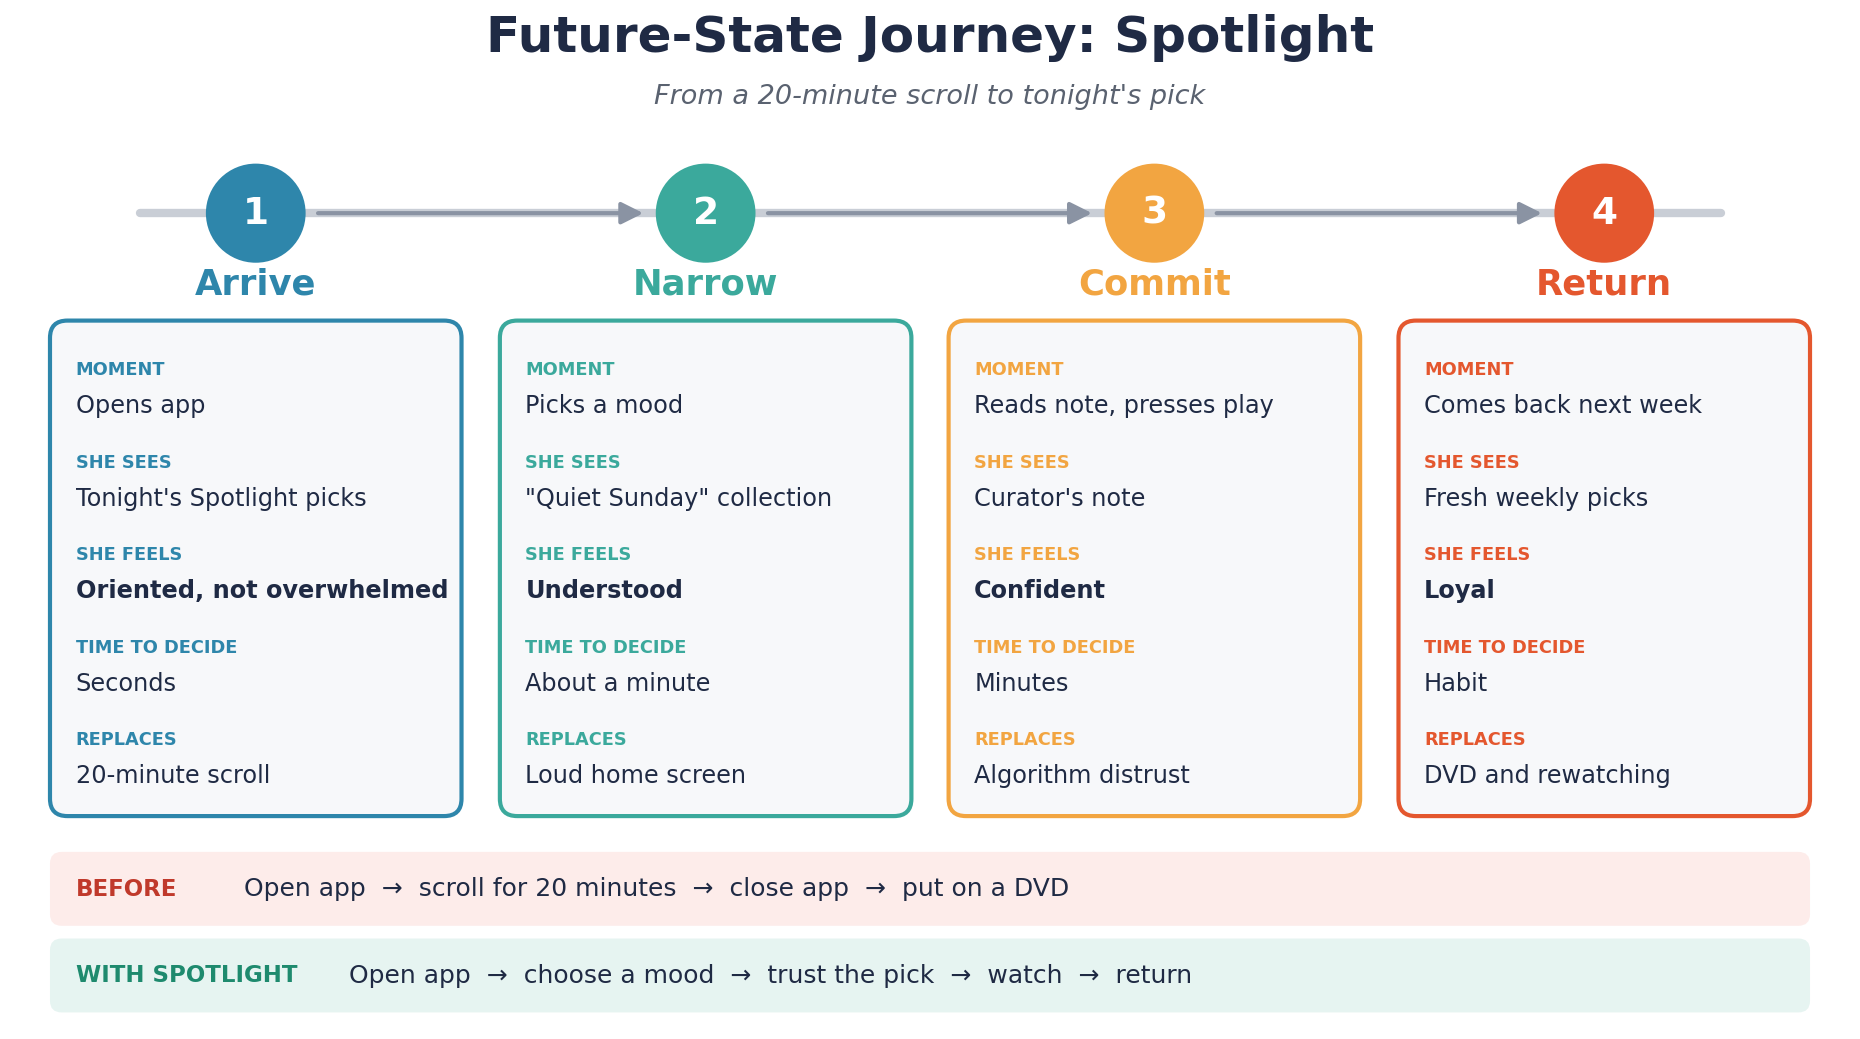 Future-State Journey: Spotlight
From a 20-minute scroll to tonight's pick
1
2
3
4
Arrive
Narrow
Commit
Return
MOMENT
Opens app
SHE SEES
Tonight's Spotlight picks
SHE FEELS
Oriented, not overwhelmed
TIME TO DECIDE
Seconds
REPLACES
20-minute scroll
MOMENT
Picks a mood
SHE SEES
"Quiet Sunday" collection
SHE FEELS
Understood
TIME TO DECIDE
About a minute
REPLACES
Loud home screen
MOMENT
Reads note, presses play
SHE SEES
Curator's note
SHE FEELS
Confident
TIME TO DECIDE
Minutes
REPLACES
Algorithm distrust
MOMENT
Comes back next week
SHE SEES
Fresh weekly picks
SHE FEELS
Loyal
TIME TO DECIDE
Habit
REPLACES
DVD and rewatching
BEFORE Open app → scroll for 20 minutes → close app → put on a DVD
WITH SPOTLIGHT Open app → choose a mood → trust the pick → watch → return